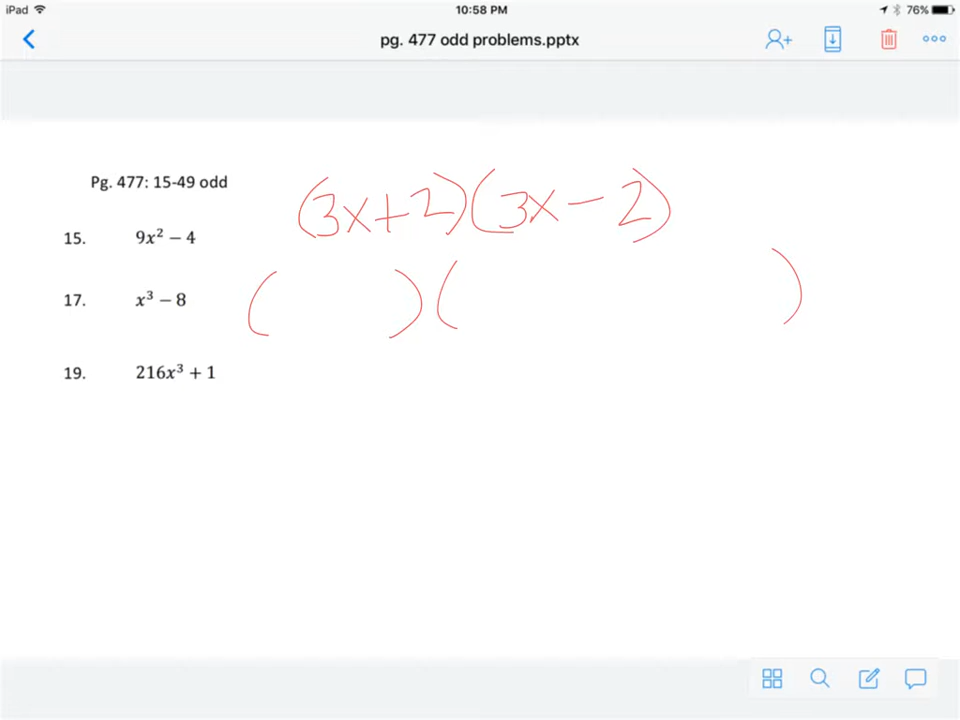 iPad 10:58 PM 76%
pg. 477 odd problems.pptx
Pg. 477: 15-49 odd
(3x+2)(3x-2)
15. 9x² − 4
17. x³ − 8 ( )( )
19. 216x³ + 1